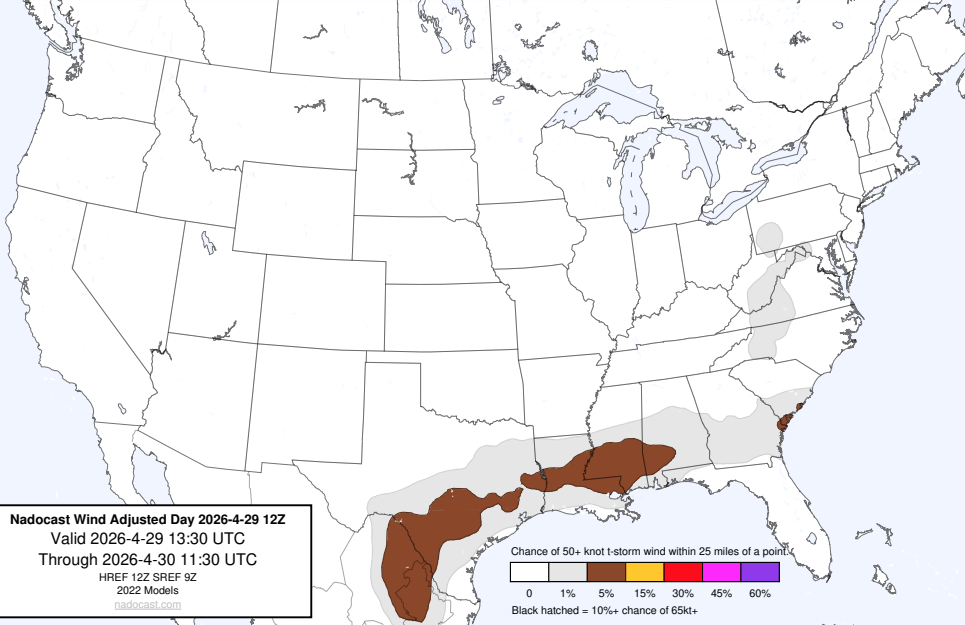 Nadocast Wind Adjusted Day 2026-4-29 12Z
Valid 2026-4-29 13:30 UTC
Through 2026-4-30 11:30 UTC
HREF 12Z SREF 9Z
2022 Models
nadocast.com
Chance of 50+ knot t-storm wind within 25 miles of a point.
0 1% 5% 15% 30% 45% 60%
Black hatched = 10%+ chance of 65kt+